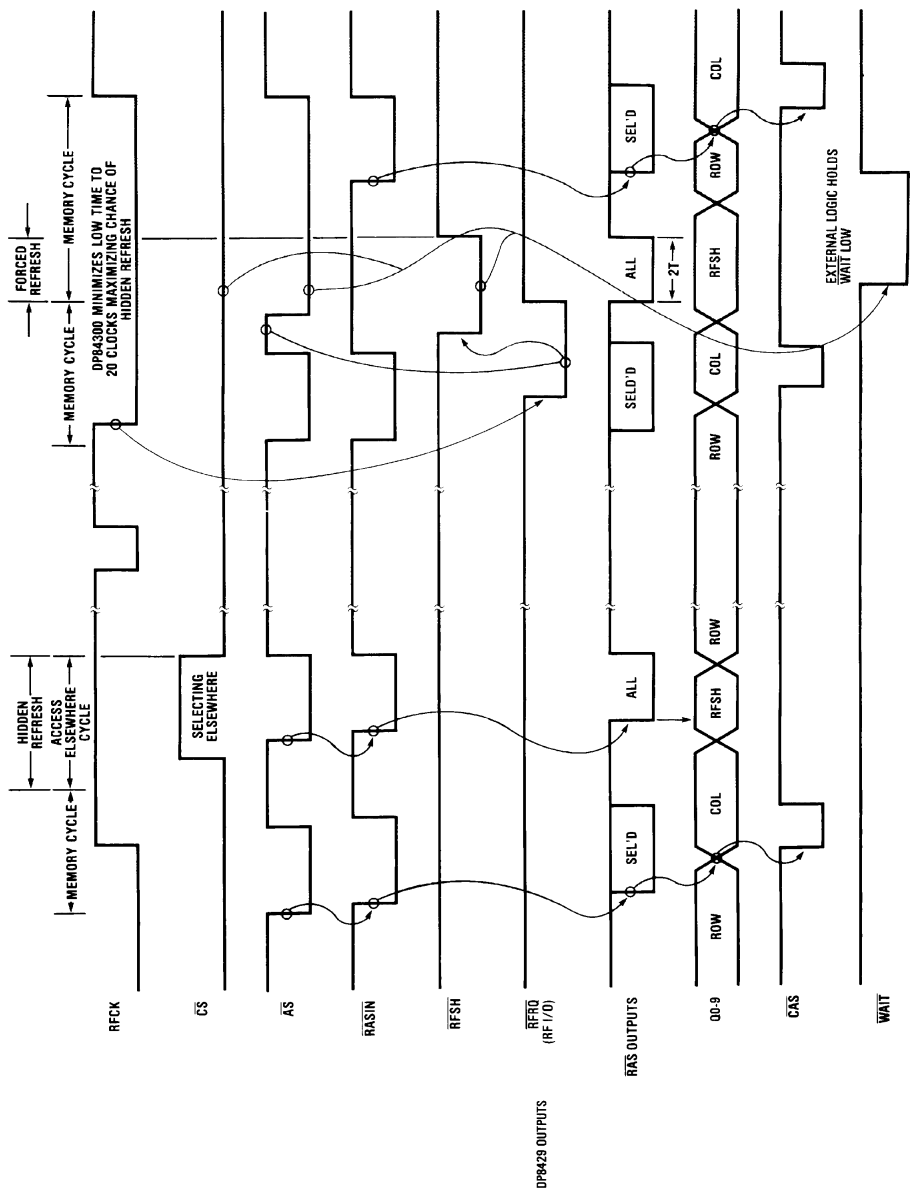 HIDDEN
REFRESH
FORCED
REFRESH
MEMORY CYCLE
ACCESS
ELSEWHERE
CYCLE
MEMORY CYCLE
MEMORY CYCLE
RFCK
DP84300 MINIMIZES LOW TIME TO
20 CLOCKS MAXIMIZING CHANCE OF
HIDDEN REFRESH
CS
SELECTING
ELSEWHERE
AS
RASIN
RFSH
RFRQ
(RF I/O)
DP8429 OUTPUTS
RAS OUTPUTS
SEL'D
ALL
SELD'D
ALL
2T
SEL'D
Q0-9
ROW
COL
RFSH
ROW
ROW
COL
RFSH
ROW
COL
CAS
EXTERNAL LOGIC HOLDS
WAIT LOW
WAIT